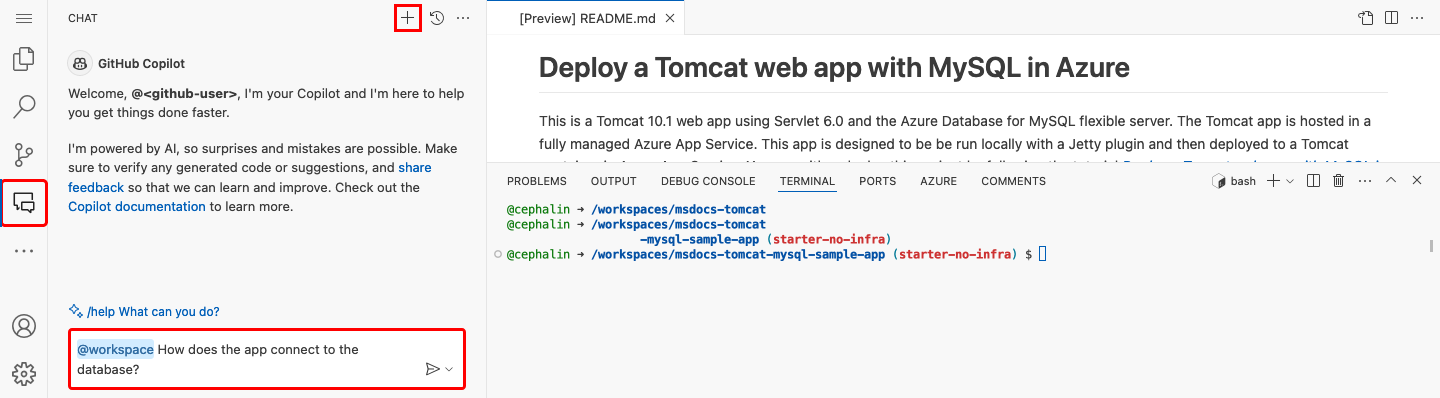 CHAT
GitHub Copilot
Welcome, @<github-user>, I'm your Copilot and I'm here to help
you get things done faster.
I'm powered by AI, so surprises and mistakes are possible. Make
sure to verify any generated code or suggestions, and share
feedback so that we can learn and improve. Check out the
Copilot documentation to learn more.
/help What can you do?
@workspace How does the app connect to the
database?
[Preview] README.md
Deploy a Tomcat web app with MySQL in Azure
This is a Tomcat 10.1 web app using Servlet 6.0 and the Azure Database for MySQL flexible server. The Tomcat app is hosted in a
fully managed Azure App Service. This app is designed to be be run locally with a Jetty plugin and then deployed to a Tomcat
PROBLEMS OUTPUT DEBUG CONSOLE TERMINAL PORTS AZURE COMMENTS
bash
@cephalin → /workspaces/msdocs-tomcat
@cephalin → /workspaces/msdocs-tomcat
-mysql-sample-app (starter-no-infra)
@cephalin → /workspaces/msdocs-tomcat-mysql-sample-app (starter-no-infra) $